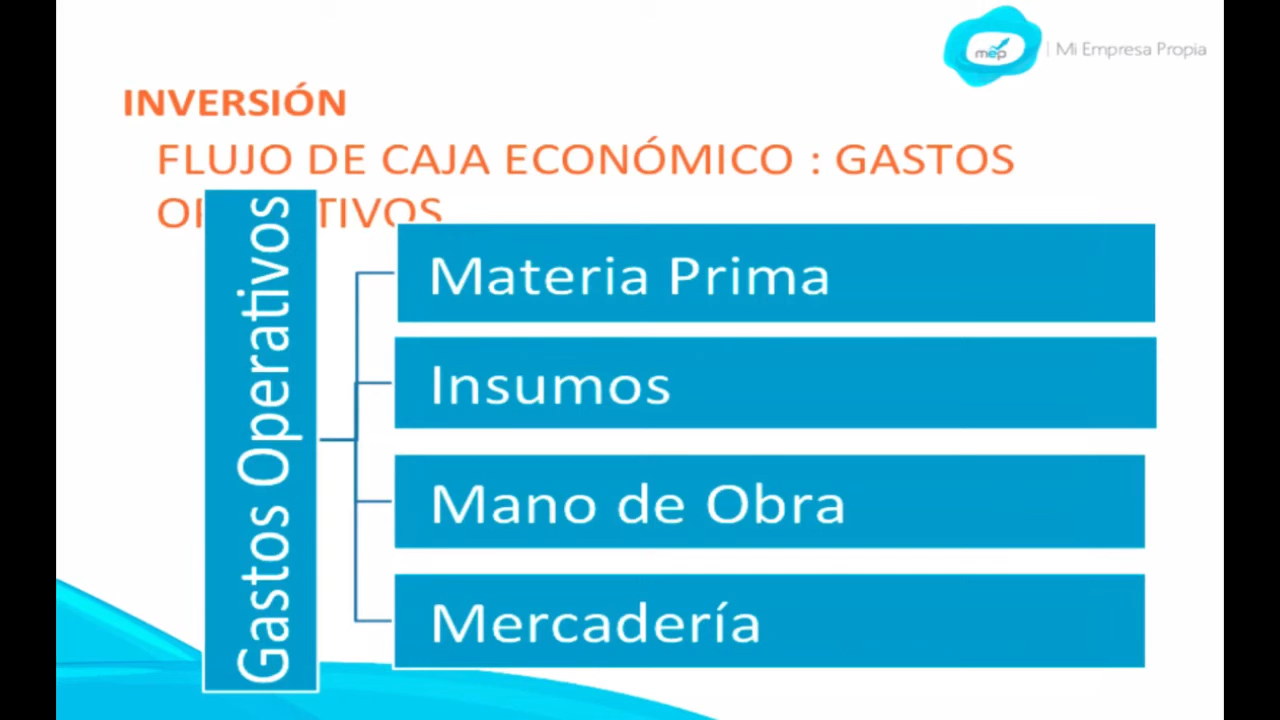 mep
Mi Empresa Propia
INVERSIÓN
FLUJO DE CAJA ECONÓMICO : GASTOS
Gastos Operativos
Materia Prima
Insumos
Mano de Obra
Mercadería